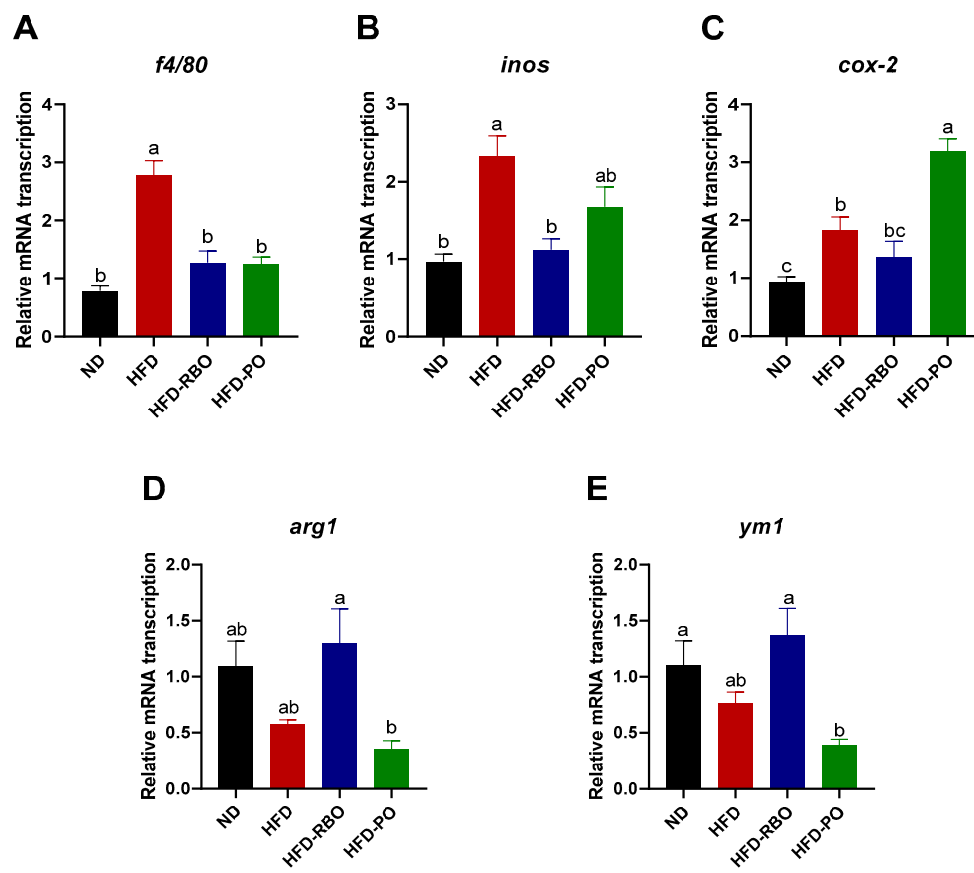 A
f4/80
Relative mRNA transcription
4
3
2
1
0
a
b
b
b
ND
HFD
HFD-RBO
HFD-PO
B
inos
Relative mRNA transcription
3
2
1
0
b
a
b
ab
ND
HFD
HFD-RBO
HFD-PO
C
cox-2
Relative mRNA transcription
4
3
2
1
0
c
b
bc
a
ND
HFD
HFD-RBO
HFD-PO
D
arg1
Relative mRNA transcription
2.0
1.5
1.0
0.5
0.0
ab
ab
a
b
ND
HFD
HFD-RBO
HFD-PO
E
ym1
Relative mRNA transcription
2.0
1.5
1.0
0.5
0.0
a
ab
a
b
ND
HFD
HFD-RBO
HFD-PO